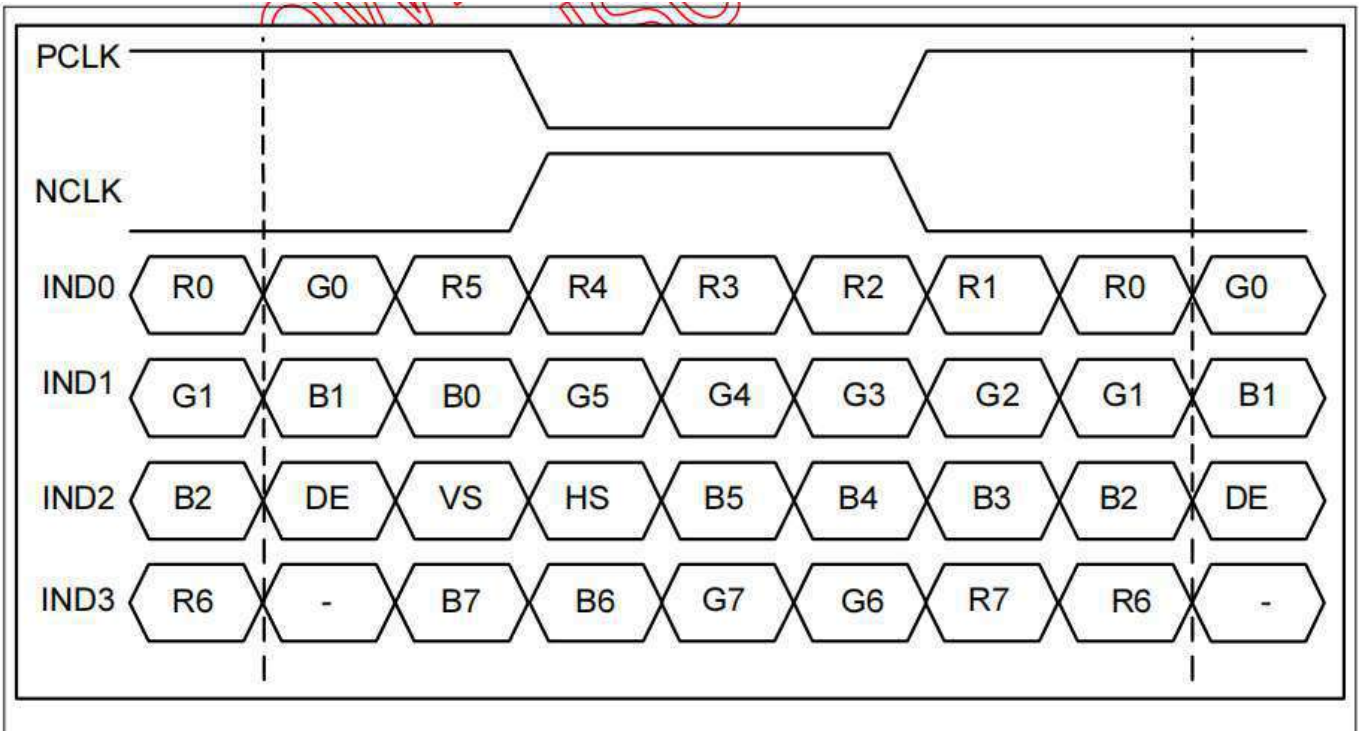 PCLK
NCLK
IND0 R0 G0 R5 R4 R3 R2 R1 R0 G0
IND1 G1 B1 B0 G5 G4 G3 G2 G1 B1
IND2 B2 DE VS HS B5 B4 B3 B2 DE
IND3 R6 - B7 B6 G7 G6 R7 R6 -